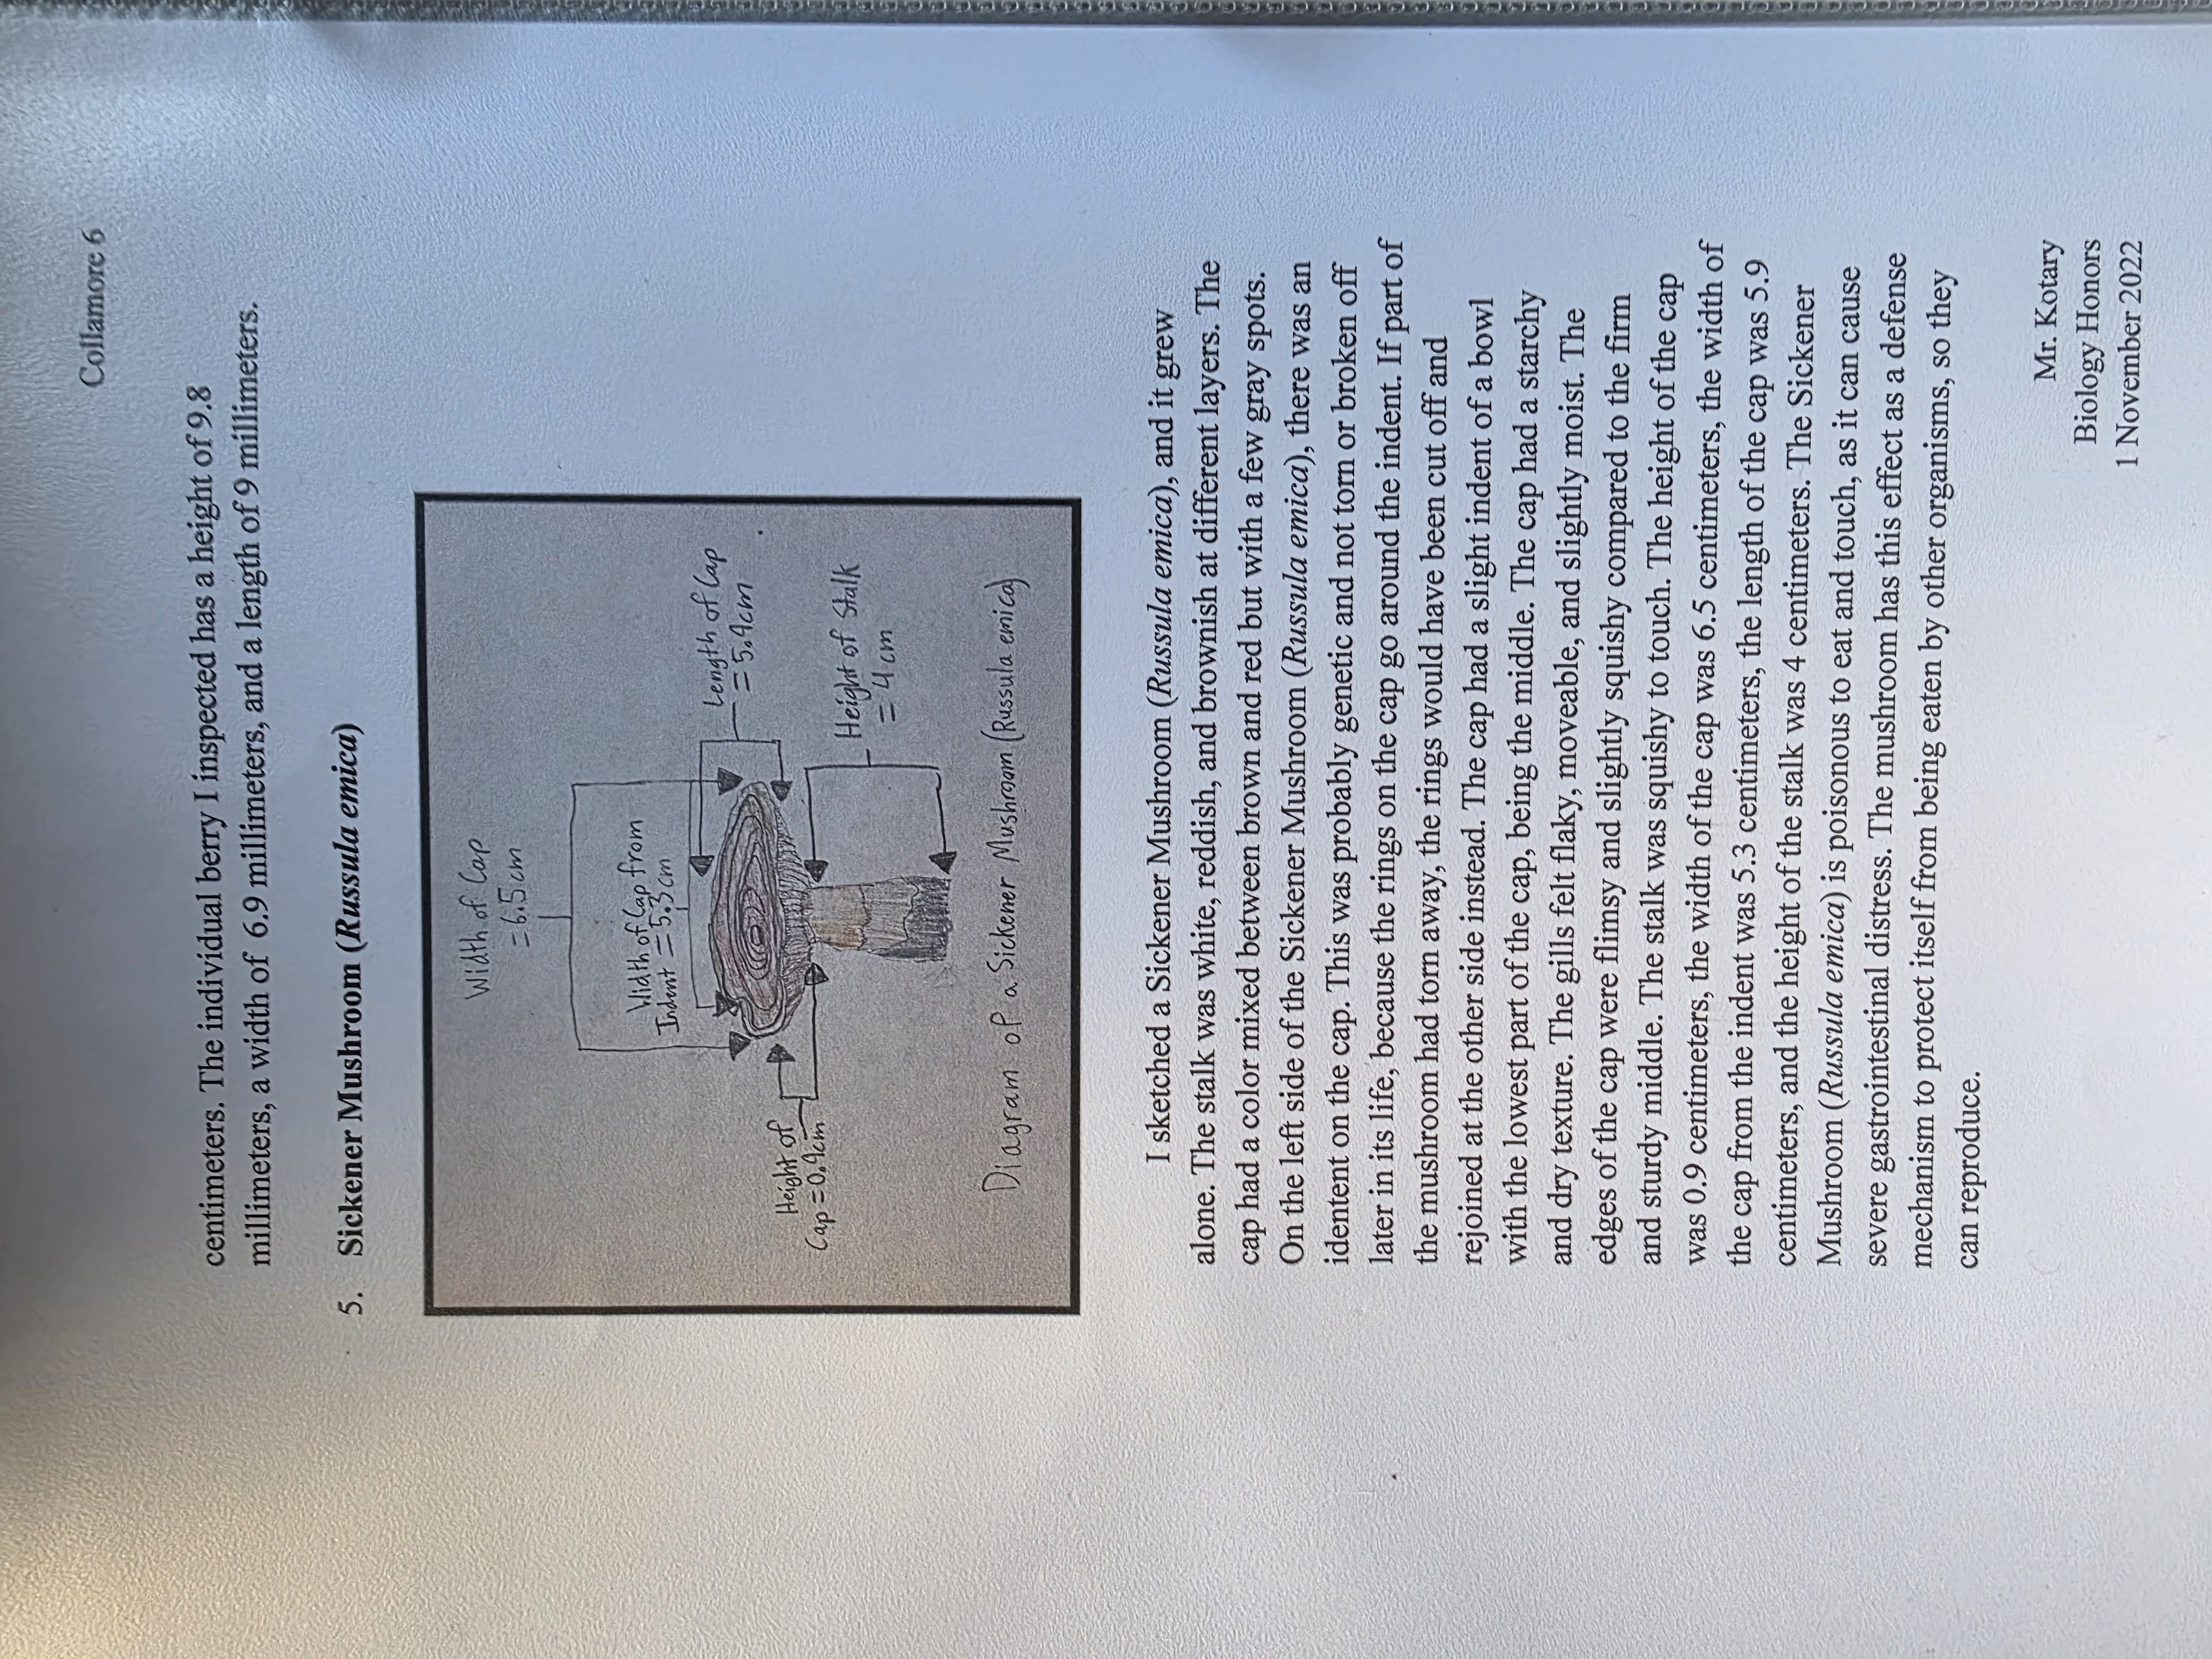 Collamore 6
centimeters. The individual berry I inspected has a height of 9.8
millimeters, a width of 6.9 millimeters, and a length of 9 millimeters.
5. Sickener Mushroom (Russula emica)
Width of Cap
= 6.5 cm
Width of Cap from
Indent = 5.3 cm
Length of Cap
= 5.9cm
Height of
Cap = 0.9cm
Height of Stalk
= 4 cm
Diagram of a Sickener Mushroom (Russula emica)
I sketched a Sickener Mushroom (Russula emica), and it grew
alone. The stalk was white, reddish, and brownish at different layers. The
cap had a color mixed between brown and red but with a few gray spots.
On the left side of the Sickener Mushroom (Russula emica), there was an
identent on the cap. This was probably genetic and not torn or broken off
later in its life, because the rings on the cap go around the indent. If part of
the mushroom had torn away, the rings would have been cut off and
rejoined at the other side instead. The cap had a slight indent of a bowl
with the lowest part of the cap, being the middle. The cap had a starchy
and dry texture. The gills felt flaky, moveable, and slightly moist. The
edges of the cap were flimsy and slightly squishy compared to the firm
and sturdy middle. The stalk was squishy to touch. The height of the cap
was 0.9 centimeters, the width of the cap was 6.5 centimeters, the width of
the cap from the indent was 5.3 centimeters, the length of the cap was 5.9
centimeters, and the height of the stalk was 4 centimeters. The Sickener
Mushroom (Russula emica) is poisonous to eat and touch, as it can cause
severe gastrointestinal distress. The mushroom has this effect as a defense
mechanism to protect itself from being eaten by other organisms, so they
can reproduce.
Mr. Kotary
Biology Honors
1 November 2022